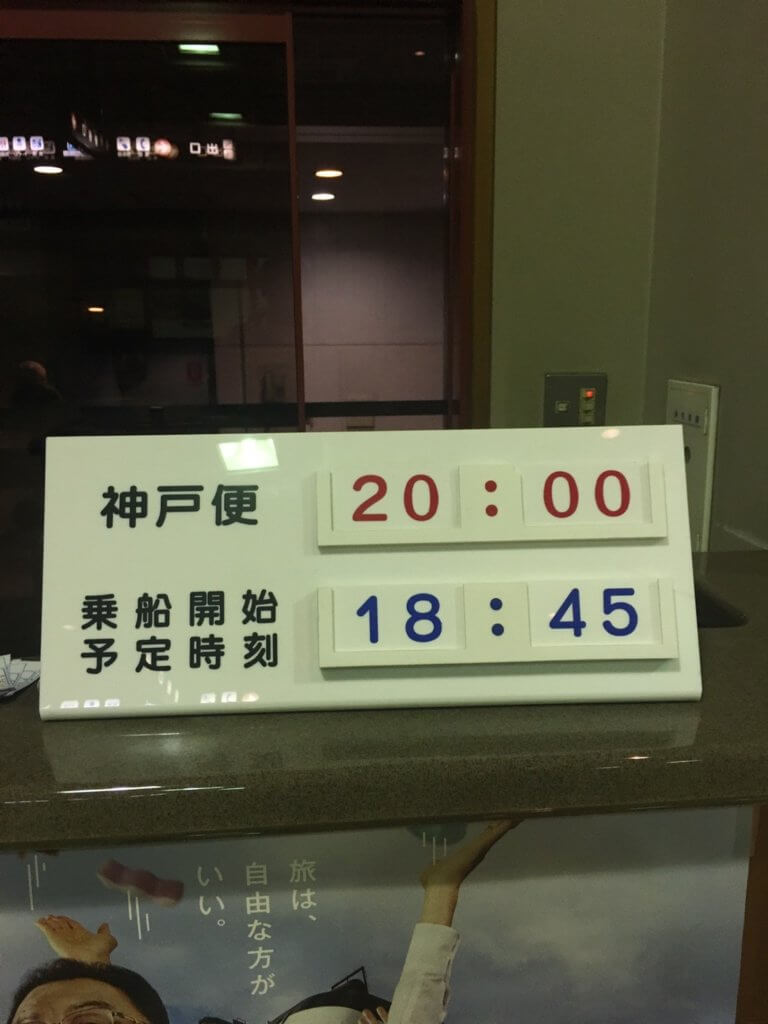 神戸便 20:00
乗船開始
予定時刻 18:45
旅は、
自由な方が
いい。